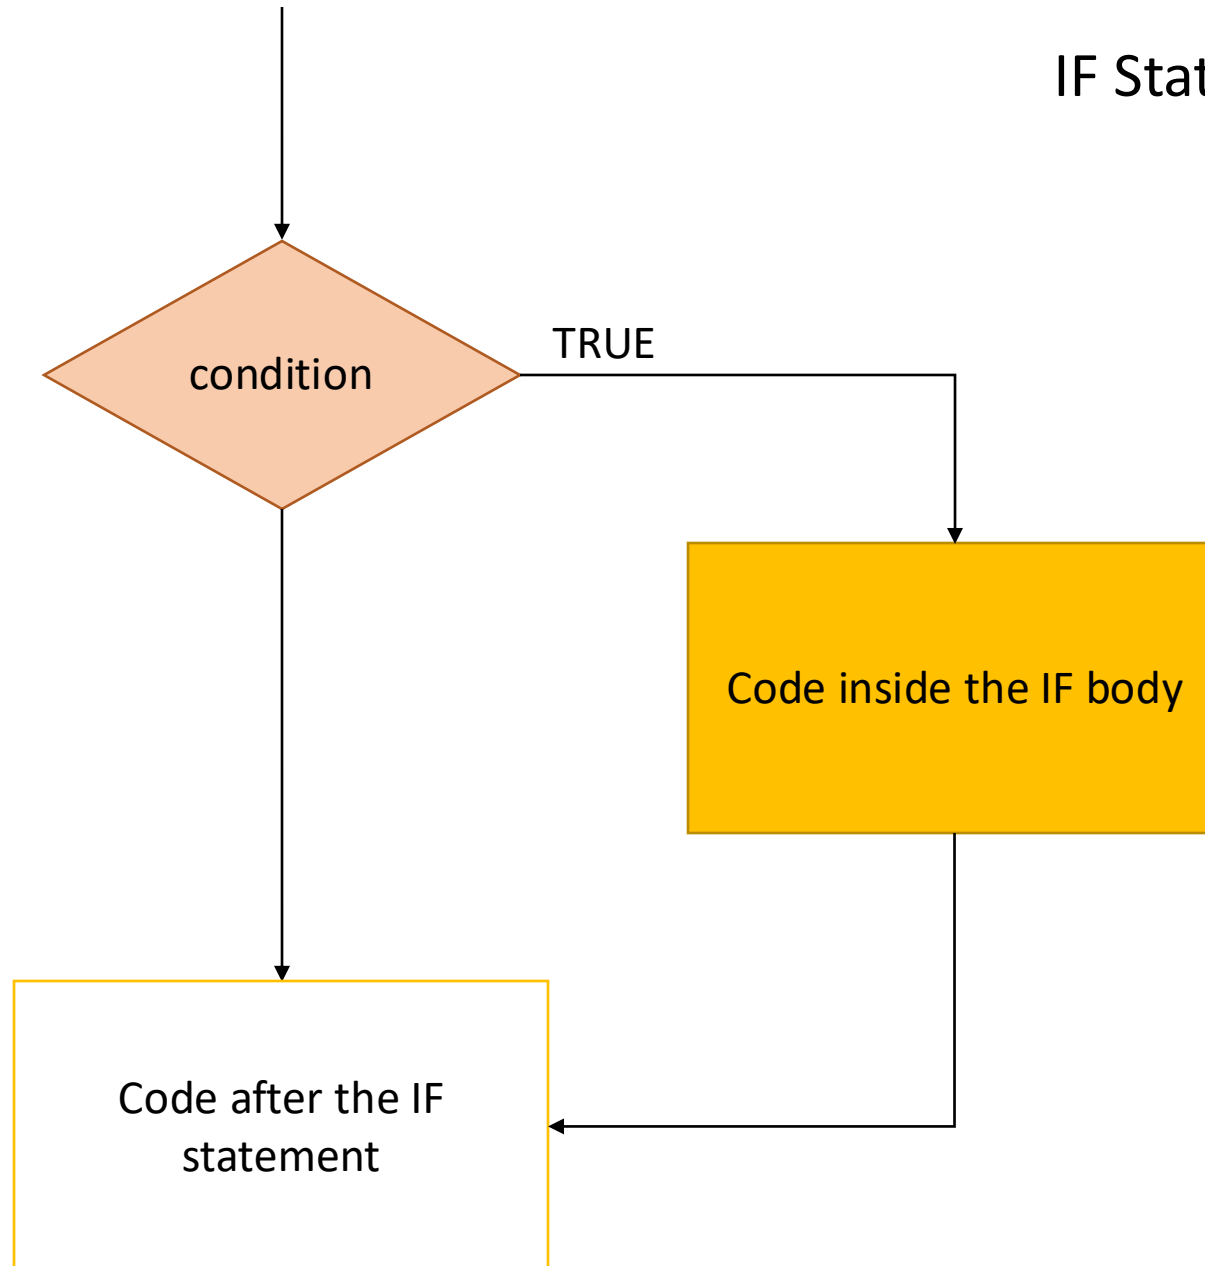 IF Stat
TRUE
condition
Code inside the IF body
Code after the IF
statement